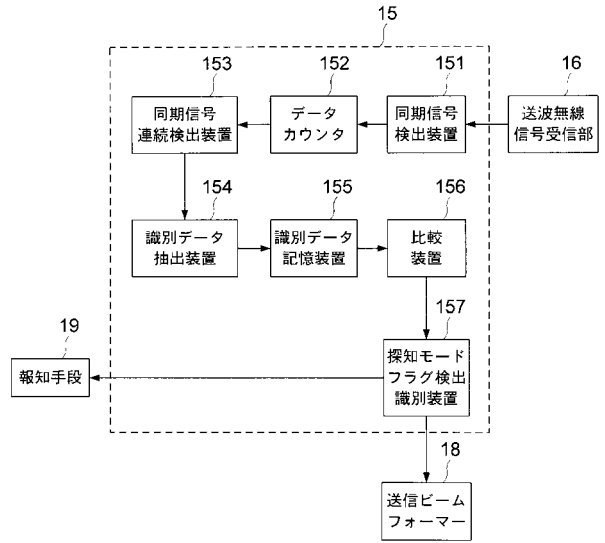 15
153
152
151
16
同期信号
連続検出装置
データ
カウンタ
同期信号
検出装置
送波無線
信号受信部
154
155
156
識別データ
抽出装置
識別データ
記憶装置
比較
装置
157
19
探知モード
フラグ検出
識別装置
報知手段
18
送信ビーム
フォーマー